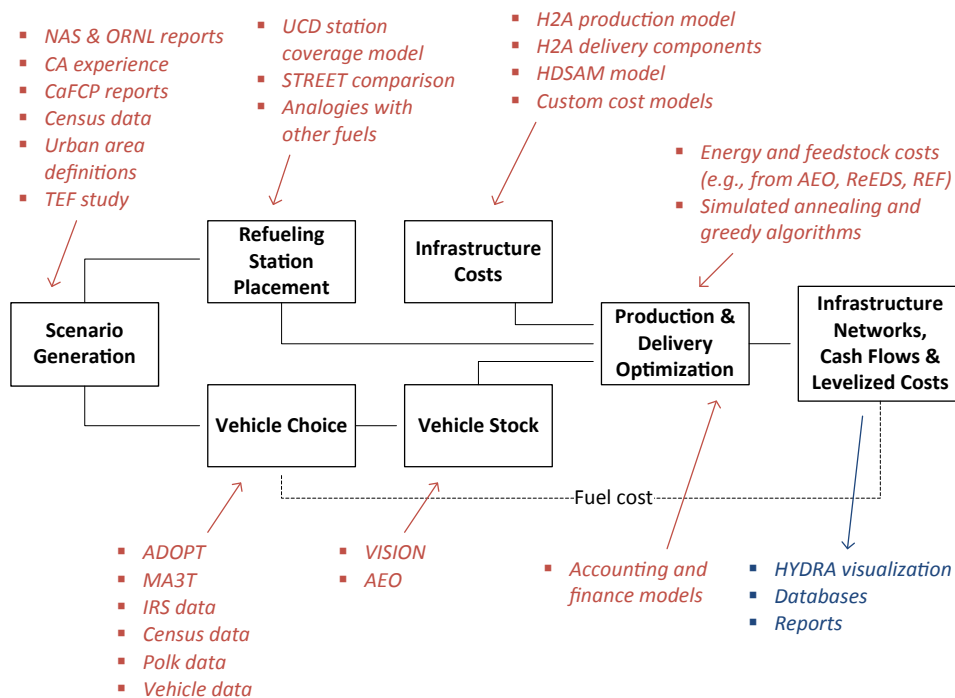 NAS & ORNL reports
CA experience
CaFCP reports
Census data
Urban area
definitions
TEF study
UCD station
coverage model
STREET comparison
Analogies with
other fuels
H2A production model
H2A delivery components
HDSAM model
Custom cost models
Energy and feedstock costs
(e.g., from AEO, ReEDS, REF)
Simulated annealing and
greedy algorithms
Refueling
Station
Placement
Infrastructure
Costs
Scenario
Generation
Production &
Delivery
Optimization
Infrastructure
Networks,
Cash Flows &
Levelized Costs
Vehicle Choice
Vehicle Stock
Fuel cost
ADOPT
MA3T
IRS data
Census data
Polk data
Vehicle data
VISION
AEO
Accounting and
finance models
HYDRA visualization
Databases
Reports